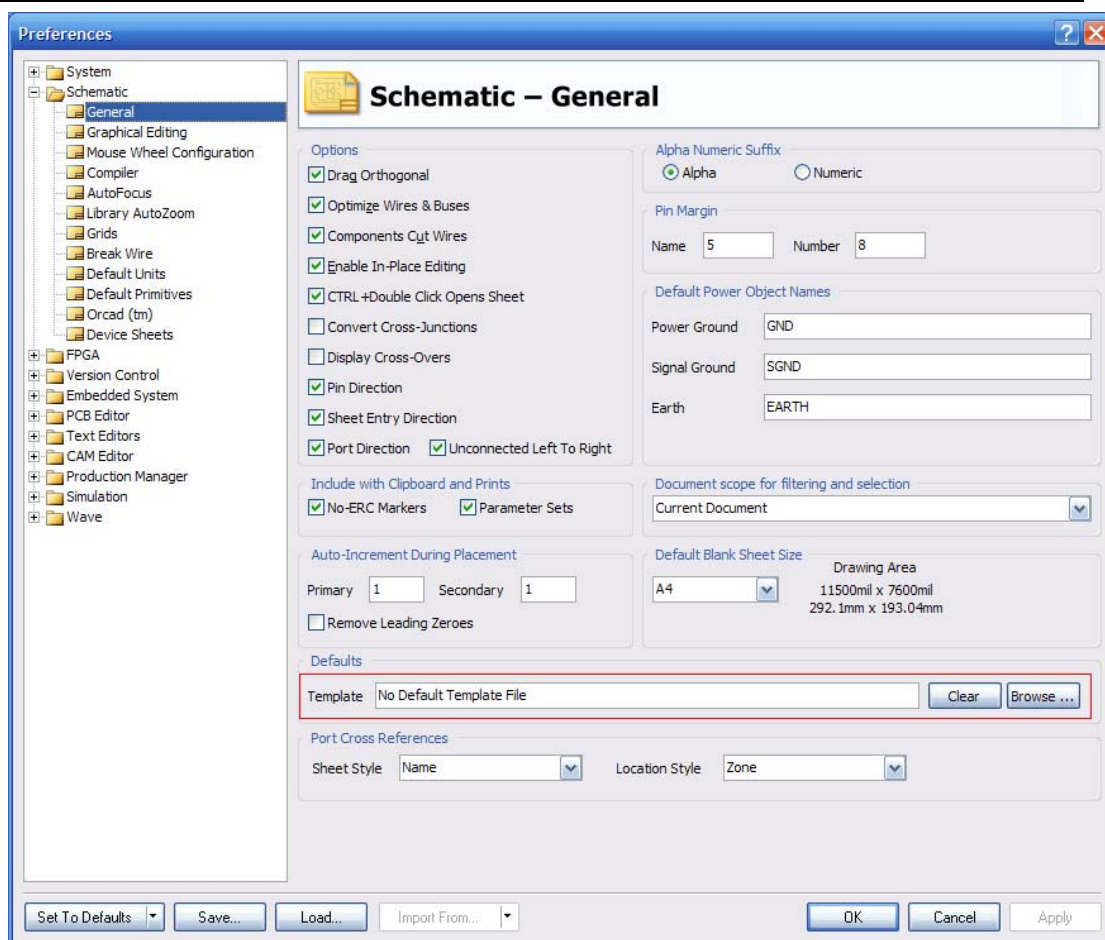 Preferences
System
Schematic
General
Graphical Editing
Mouse Wheel Configuration
Compiler
AutoFocus
Library AutoZoom
Grids
Break Wire
Default Units
Default Primitives
Orcad (tm)
Device Sheets
FPGA
Version Control
Embedded System
PCB Editor
Text Editors
CAM Editor
Production Manager
Simulation
Wave
Schematic – General
Options
Drag Orthogonal
Optimize Wires & Buses
Components Cut Wires
Enable In-Place Editing
CTRL+Double Click Opens Sheet
Convert Cross-Junctions
Display Cross-Overs
Pin Direction
Sheet Entry Direction
Port Direction Unconnected Left To Right
Alpha Numeric Suffix
Alpha Numeric
Pin Margin
Name 5 Number 8
Default Power Object Names
Power Ground GND
Signal Ground SGND
Earth EARTH
Include with Clipboard and Prints
No-ERC Markers Parameter Sets
Document scope for filtering and selection
Current Document
Auto-Increment During Placement
Primary 1 Secondary 1
Remove Leading Zeroes
Default Blank Sheet Size
A4
Drawing Area
11500mil x 7600mil
292.1mm x 193.04mm
Defaults
Template No Default Template File Clear Browse ...
Port Cross References
Sheet Style Name Location Style Zone
Set To Defaults Save... Load... Import From... OK Cancel Apply